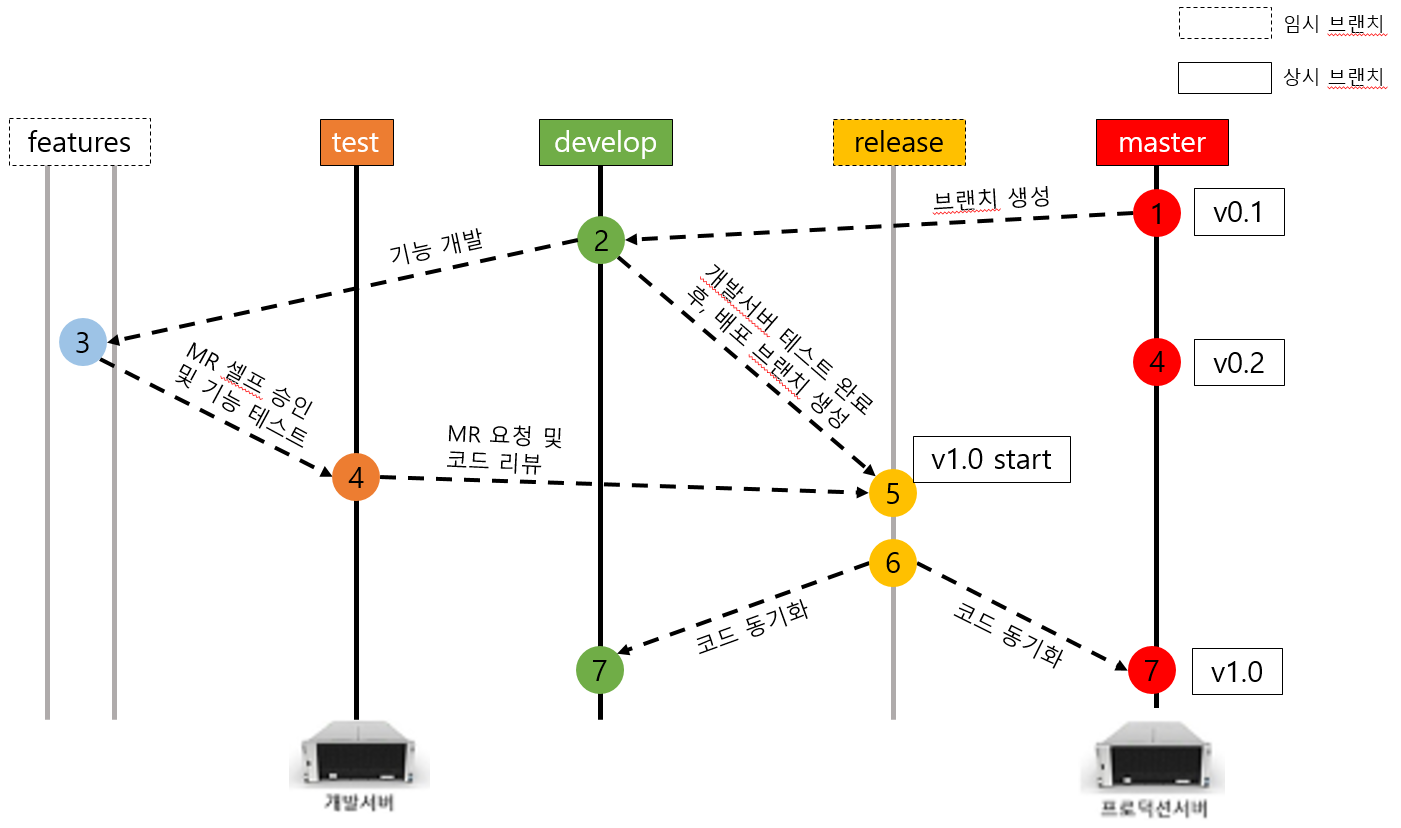 임시 브랜치
상시 브랜치
features
test
develop
release
master
브랜치 생성
1
v0.1
2
기능 개발
개발서버 테스트 완료
후, 배포 브랜치 생성
3
MR 셀프 승인
및 기능 테스트
4
v0.2
MR 요청 및
코드 리뷰
4
v1.0 start
5
6
코드 동기화
코드 동기화
7
7
v1.0
개발서버
프로덕션서버